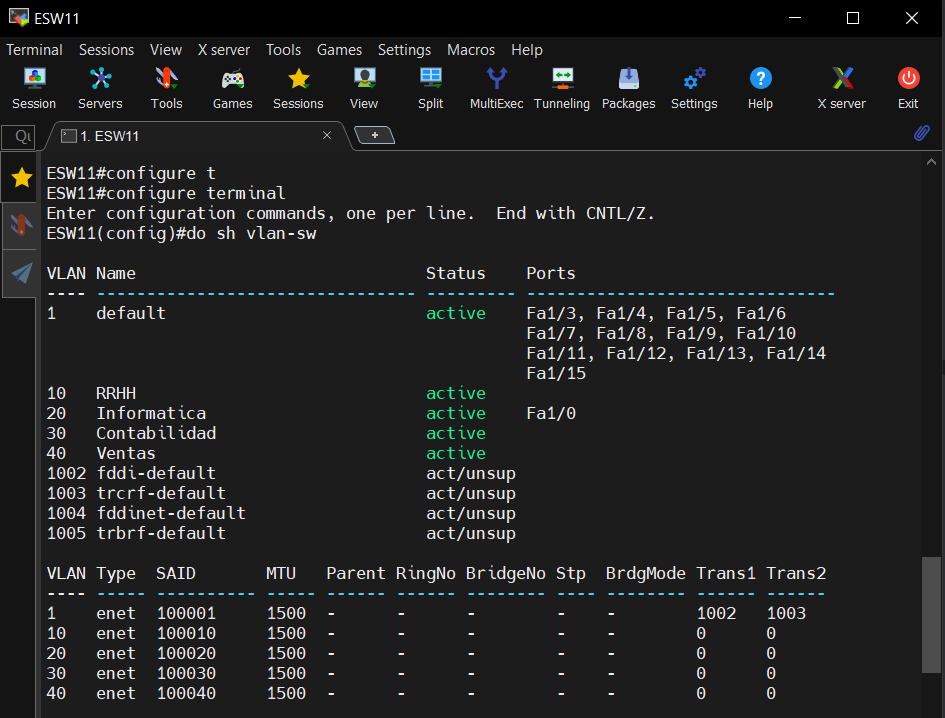 ESW11
Terminal Sessions View X server Tools Games Settings Macros Help
Session Servers Tools Games Sessions View Split MultiExec Tunneling Packages Settings Help X server Exit
Qu 1. ESW11
ESW11#configure t
ESW11#configure terminal
Enter configuration commands, one per line.  End with CNTL/Z.
ESW11(config)#do sh vlan-sw
VLAN Name                             Status    Ports
---- -------------------------------- --------- -------------------------------
1    default                          active    Fa1/3, Fa1/4, Fa1/5, Fa1/6
                                                Fa1/7, Fa1/8, Fa1/9, Fa1/10
                                                Fa1/11, Fa1/12, Fa1/13, Fa1/14
                                                Fa1/15
10   RRHH                             active
20   Informatica                      active    Fa1/0
30   Contabilidad                     active
40   Ventas                           active
1002 fddi-default                     act/unsup
1003 trcrf-default                    act/unsup
1004 fddinet-default                  act/unsup
1005 trbrf-default                    act/unsup
VLAN Type  SAID       MTU   Parent RingNo BridgeNo Stp  BrdgMode Trans1 Trans2
---- ----- ---------- ----- ------ ------ -------- ---- -------- ------ ------
1    enet  100001     1500  -      -      -        -    -        1002   1003
10   enet  100010     1500  -      -      -        -    -        0      0
20   enet  100020     1500  -      -      -        -    -        0      0
30   enet  100030     1500  -      -      -        -    -        0      0
40   enet  100040     1500  -      -      -        -    -        0      0